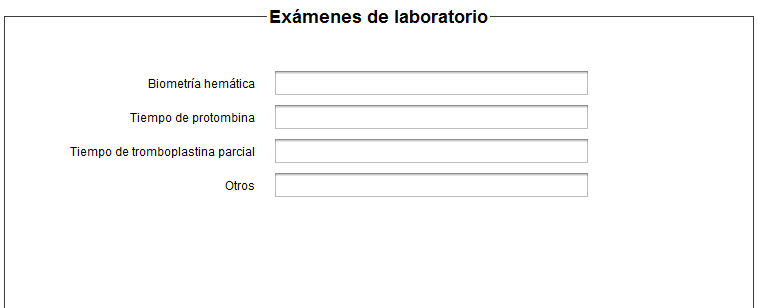 Exámenes de laboratorio
Biometría hemática
Tiempo de protombina
Tiempo de tromboplastina parcial
Otros